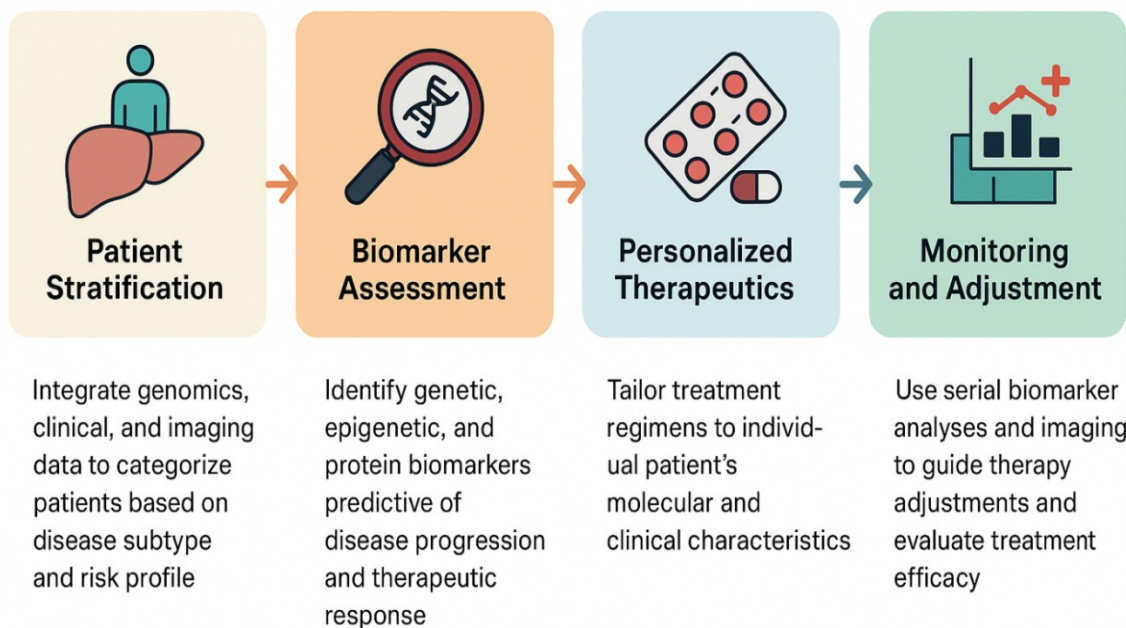 Patient
Stratification
Biomarker
Assessment
Personalized
Therapeutics
Monitoring
and Adjustment
Integrate genomics,
clinical, and imaging
data to categorize
patients based on
disease subtype
and risk profile
Identify genetic,
epigenetic, and
protein biomarkers
predictive of
disease progression
and therapeutic
response
Tailor treatment
regimens to individ-
ual patient's
molecular and
clinical characteristics
Use serial biomarker
analyses and imaging
to guide therapy
adjustments and
evaluate treatment
efficacy